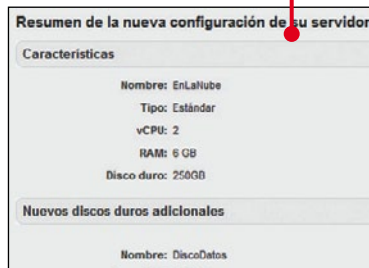 Resumen de la nueva configuración de su servidor
Características
Nombre: EnLaNube
Tipo: Estándar
vCPU: 2
RAM: 6 GB
Disco duro: 250GB
Nuevos discos duros adicionales
Nombre: DiscoDatos